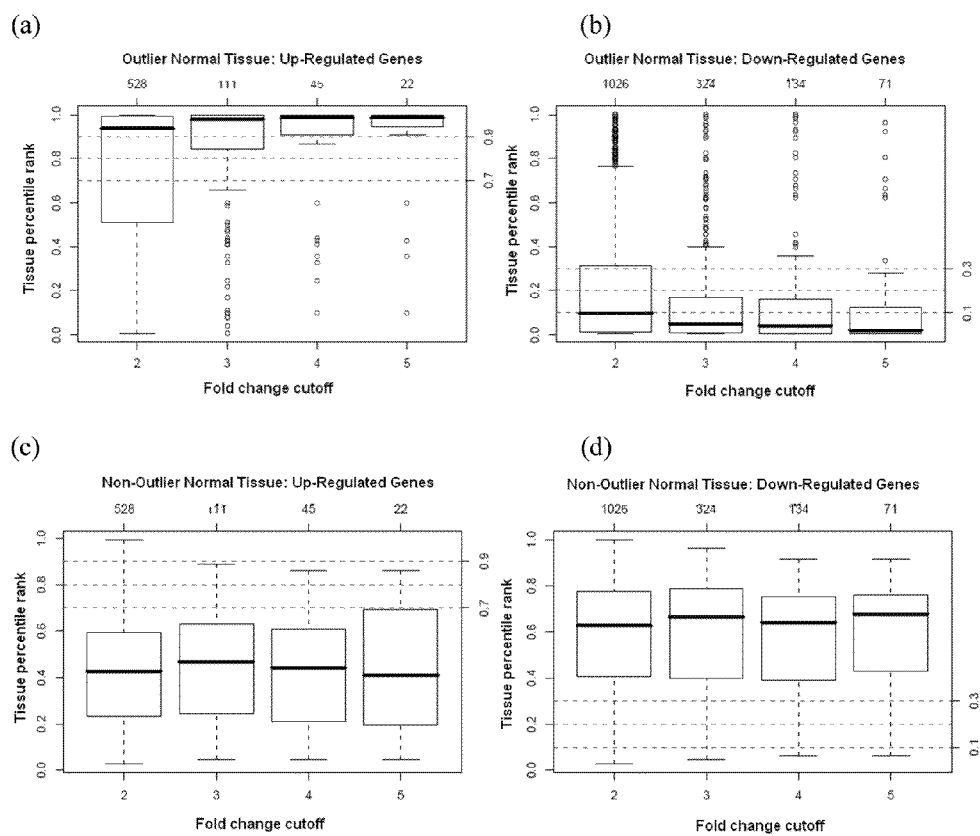 (a)
Outlier Normal Tissue: Up-Regulated Genes
528 111 45 22
Tissue percentile rank
0.0 0.2 0.4 0.6 0.8 1.0
0.7 0.9
2 3 4 5
Fold change cutoff
(b)
Outlier Normal Tissue: Down-Regulated Genes
1026 324 134 71
Tissue percentile rank
0.0 0.2 0.4 0.6 0.8 1.0
0.1 0.3
2 3 4 5
Fold change cutoff
(c)
Non-Outlier Normal Tissue: Up-Regulated Genes
528 111 45 22
Tissue percentile rank
0.0 0.2 0.4 0.6 0.8 1.0
0.7 0.9
2 3 4 5
Fold change cutoff
(d)
Non-Outlier Normal Tissue: Down-Regulated Genes
1026 324 134 71
Tissue percentile rank
0.0 0.2 0.4 0.6 0.8 1.0
0.1 0.3
2 3 4 5
Fold change cutoff